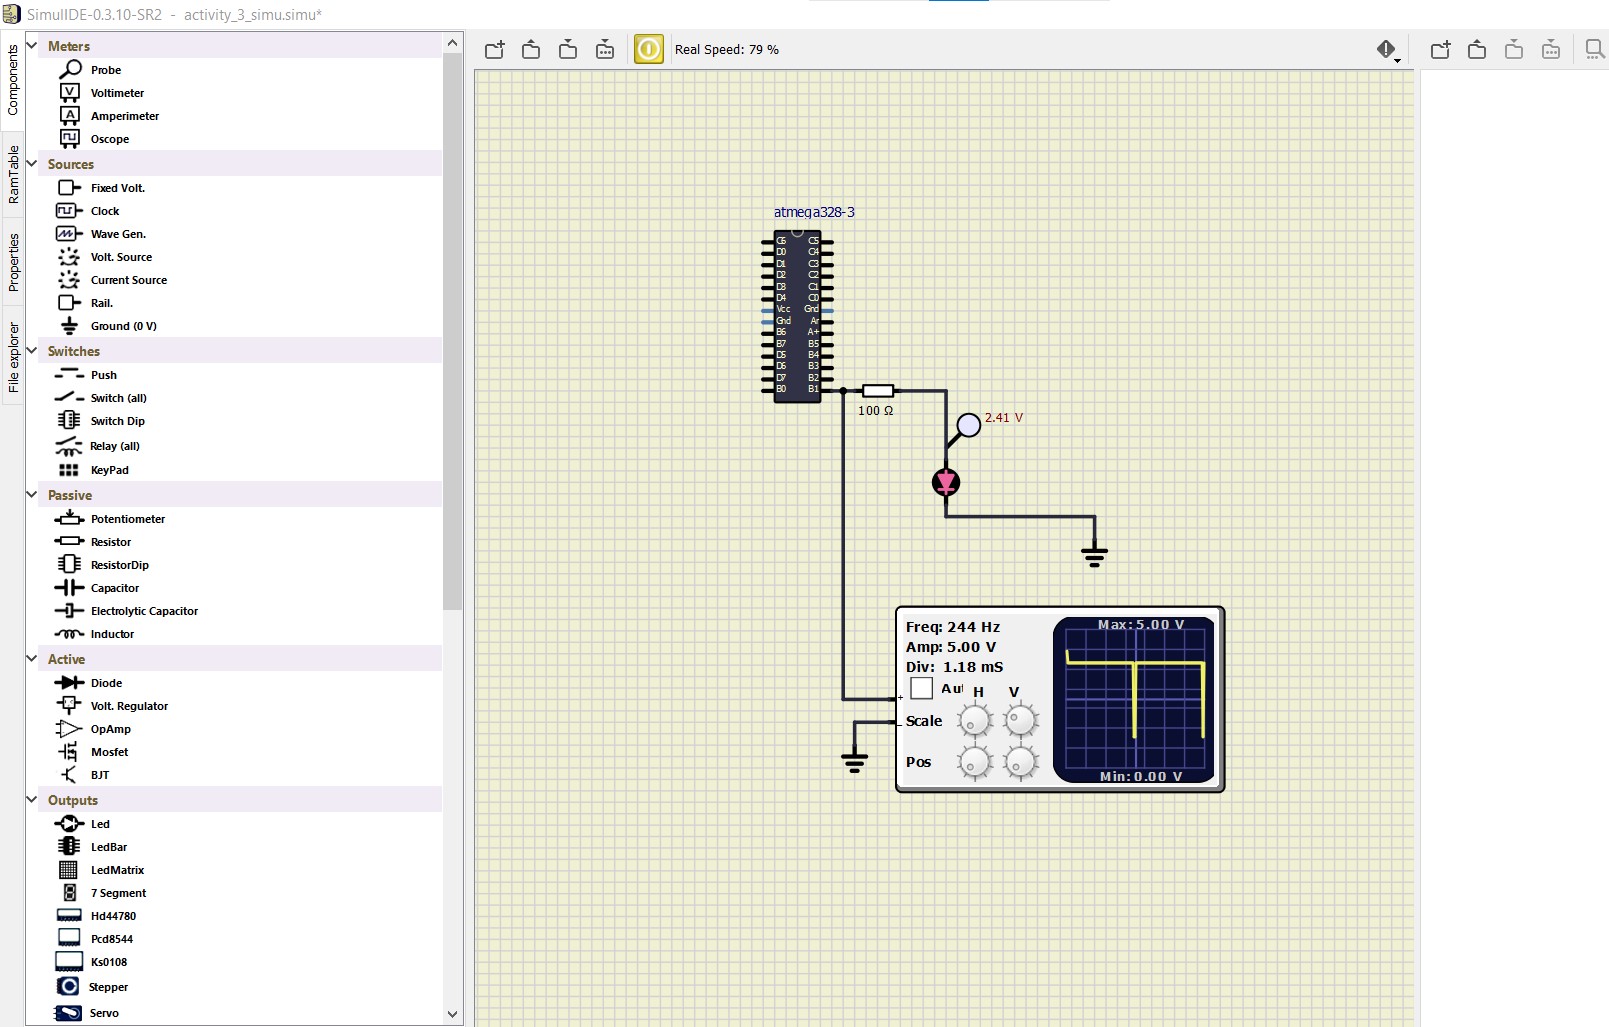 SimulIDE-0.3.10-SR2 - activity_3_simu.simu*
Components
RamTable
Properties
File explorer
Meters
Probe
Voltimeter
Amperimeter
Oscope
Sources
Fixed Volt.
Clock
Wave Gen.
Volt. Source
Current Source
Rail.
Ground (0 V)
Switches
Push
Switch (all)
Switch Dip
Relay (all)
KeyPad
Passive
Potentiometer
Resistor
ResistorDip
Capacitor
Electrolytic Capacitor
Inductor
Active
Diode
Volt. Regulator
OpAmp
Mosfet
BJT
Outputs
Led
LedBar
LedMatrix
7 Segment
Hd44780
Pcd8544
Ks0108
Stepper
Servo
Real Speed: 79 %
atmega328-3
C6 C5
D0 C4
D1 C3
D2 C2
D3 C1
D4 C0
Vcc Gnd
Gnd Ar
B6 A+
B7 B5
D5 B4
D6 B3
D7 B2
B0 B1
100 Ω
2.41 V
Freq: 244 Hz
Amp: 5.00 V
Div: 1.18 mS
Aut H V
+
Scale
-
Pos
Max: 5.00 V
Min: 0.00 V